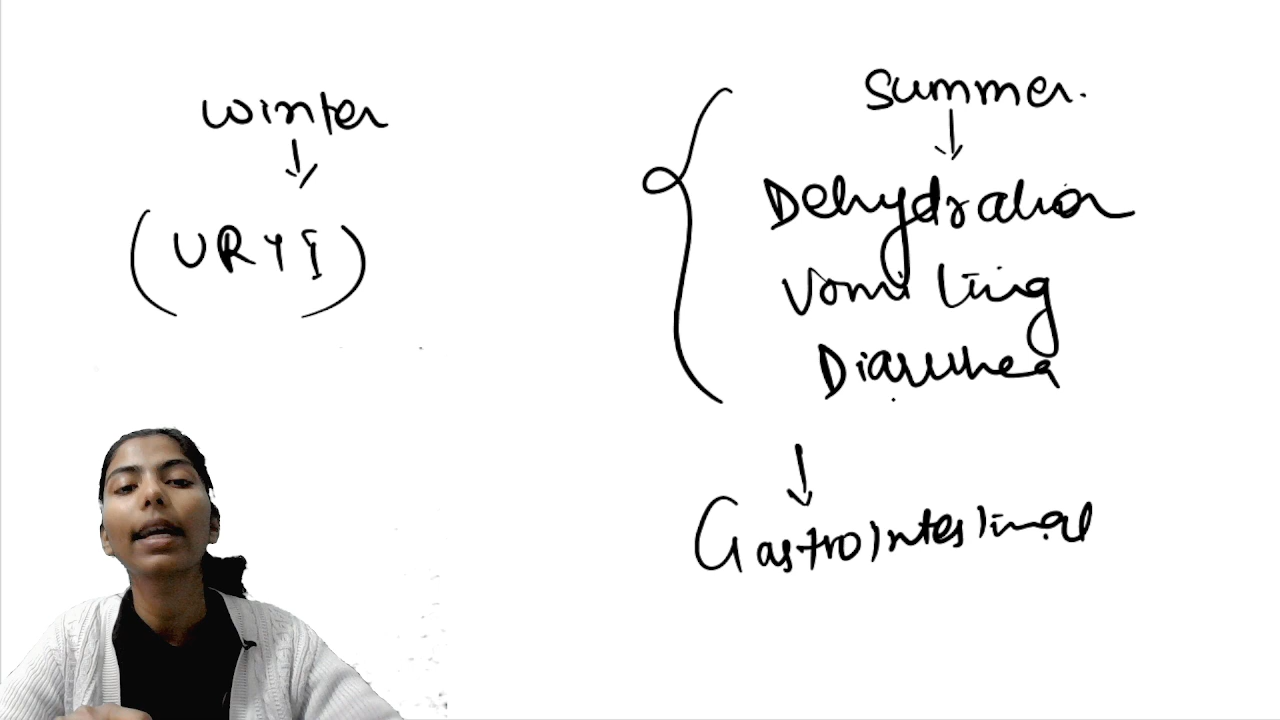 winter
(URTI)
Summer.
Dehydration
Vomiting
Diarrhea
Gastrointestinal